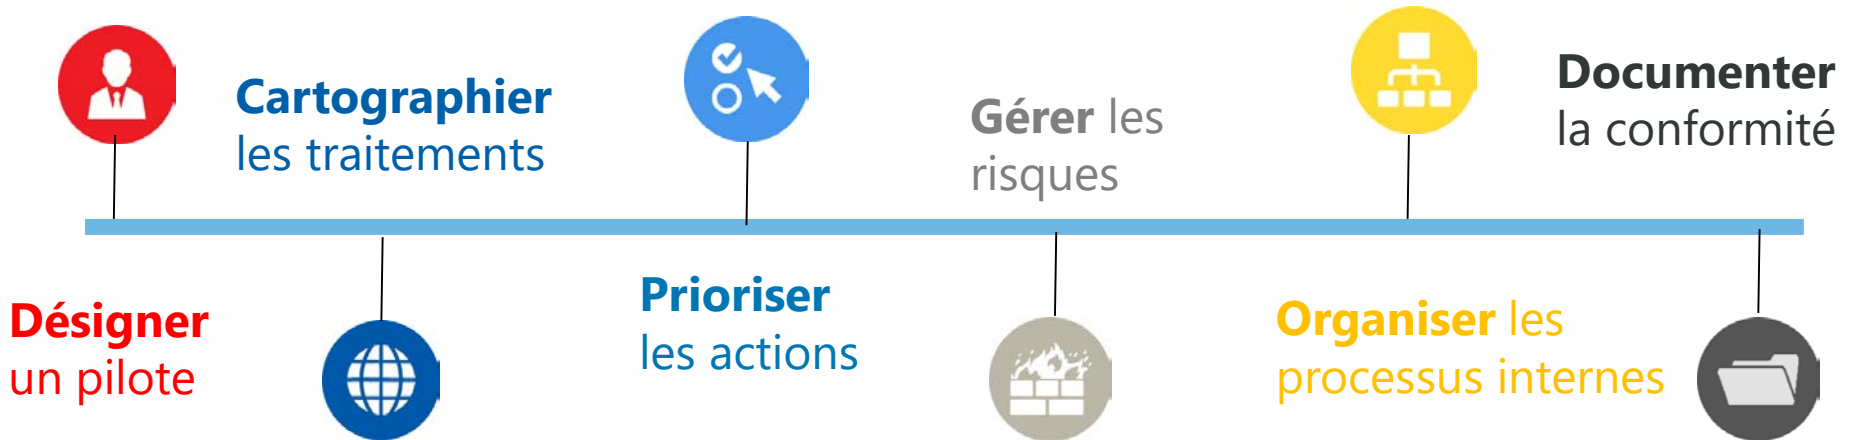 Désigner
un pilote
Cartographier
les traitements
Prioriser
les actions
Gérer les
risques
Organiser les
processus internes
Documenter
la conformité